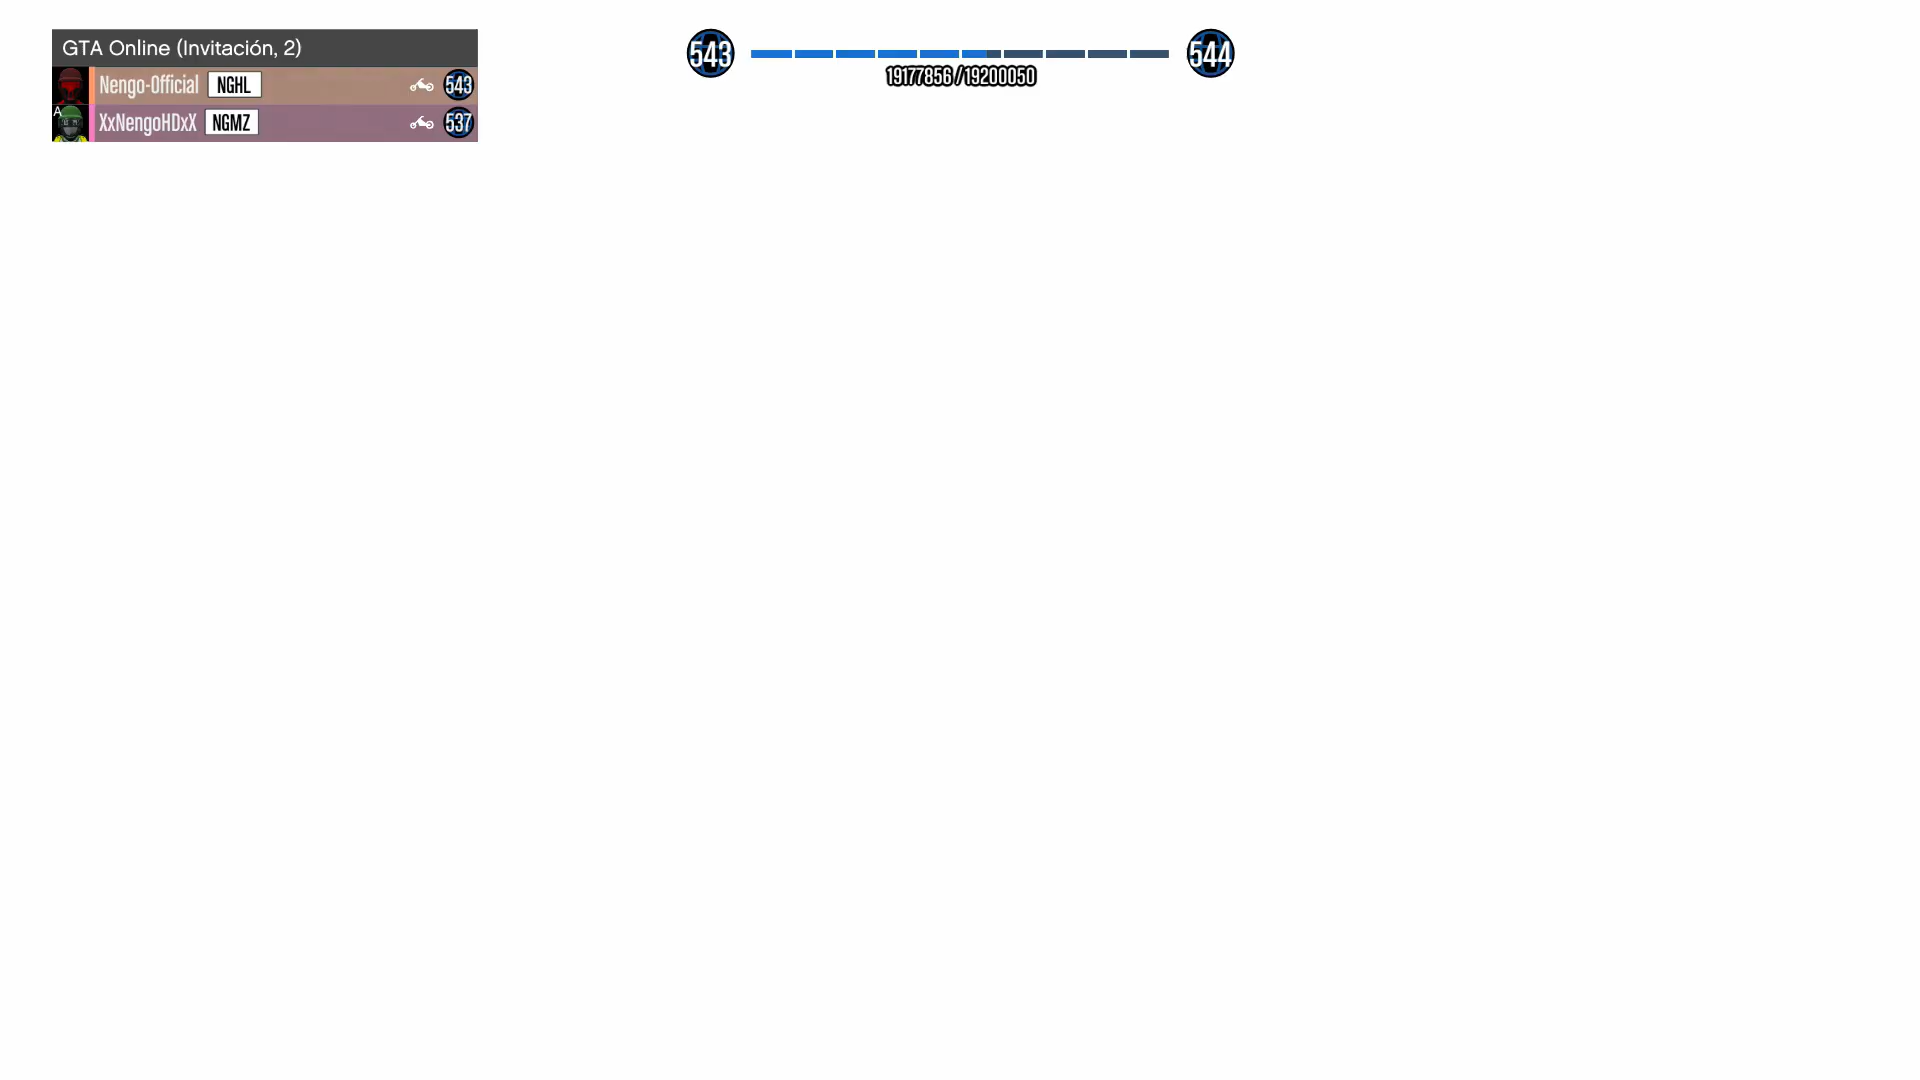 GTA Online (Invitación, 2)
Nengo-Official NGHL 543
A XxNengoHDxX NGMZ 537
543 544
19177856 / 19200050